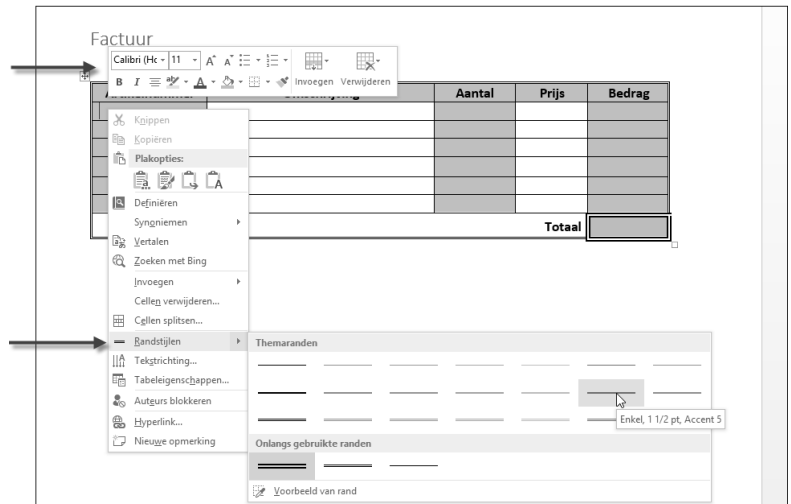 Factuur
Calibri (Hc 11 A A
B I A Invoegen Verwijderen
Aantal Prijs Bedrag
Knippen
Kopiëren
Plakopties:
Definiëren
Synoniemen
Vertalen
Zoeken met Bing
Invoegen
Cellen verwijderen...
Cellen splitsen...
Randstijlen
Tekstrichting...
Tabeleigenschappen...
Auteurs blokkeren
Hyperlink...
Nieuwe opmerking
Totaal
Themaranden
Enkel, 1 1/2 pt, Accent 5
Onlangs gebruikte randen
Voorbeeld van rand